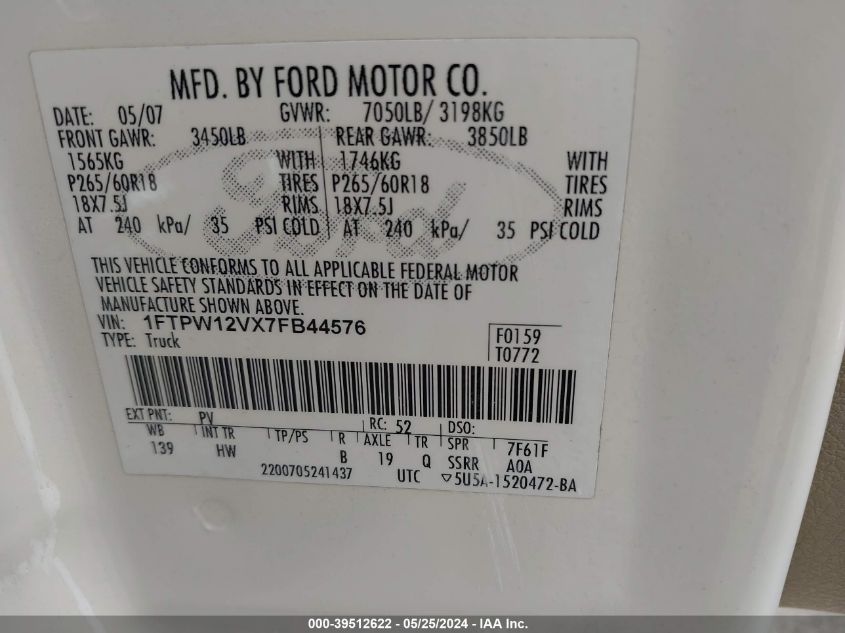 MFD. BY FORD MOTOR CO.
DATE: 05/07 GVWR: 7050LB/ 3198KG
FRONT GAWR: 3450LB REAR GAWR: 3850LB
1565KG WITH 1746KG WITH
P265/60R18 TIRES P265/60R18 TIRES
18X7.5J RIMS 18X7.5J RIMS
AT 240 kPa/ 35 PSI COLD AT 240 kPa/ 35 PSI COLD
Ford
THIS VEHICLE CONFORMS TO ALL APPLICABLE FEDERAL MOTOR
VEHICLE SAFETY STANDARDS IN EFFECT ON THE DATE OF
MANUFACTURE SHOWN ABOVE.
VIN: 1FTPW12VX7FB44576 F0159
TYPE: Truck T0772
EXT PNT: PV RC: 52 DSO:
WB INT TR TP/PS R AXLE TR SPR 7F61F
139 HW B 19 Q SSRR A0A
2200705241437 UTC ▽5U5A-1520472-BA
000-39512622 - 05/25/2024 - IAA Inc.